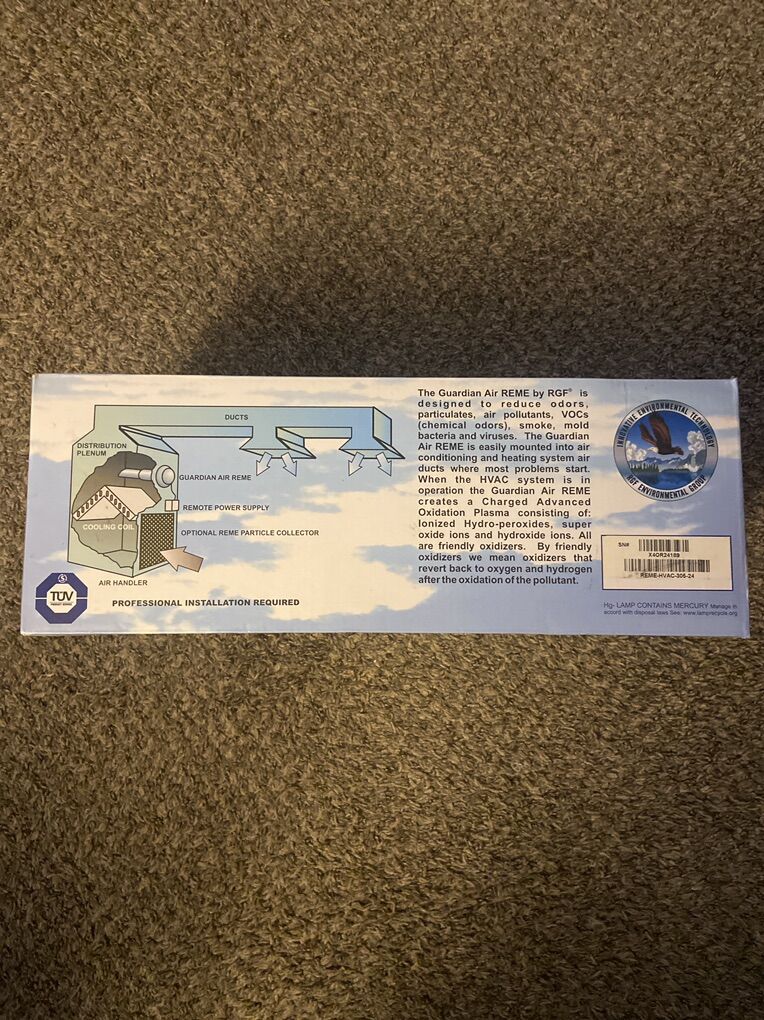 DUCTS
DISTRIBUTION
PLENUM
GUARDIAN AIR REME
REMOTE POWER SUPPLY
COOLING COIL
OPTIONAL REME PARTICLE COLLECTOR
AIR HANDLER
TÜV
PROFESSIONAL INSTALLATION REQUIRED
The Guardian Air REME by RGF® is
designed to reduce odors,
particulates, air pollutants, VOCs
(chemical odors), smoke, mold
bacteria and viruses. The Guardian
Air REME is easily mounted into air
conditioning and heating system air
ducts where most problems start.
When the HVAC system is in
operation the Guardian Air REME
creates a Charged Advanced
Oxidation Plasma consisting of:
Ionized Hydro-peroxides, super
oxide ions and hydroxide ions. All
are friendly oxidizers. By friendly
oxidizers we mean oxidizers that
revert back to oxygen and hydrogen
after the oxidation of the pollutant.
INNOVATIVE ENVIRONMENTAL TECHNOLOGY
RGF ENVIRONMENTAL GROUP
SN#
X4OR24189
REME-HVAC-306-24
Hg- LAMP CONTAINS MERCURY Manage in
accord with disposal laws See: www.lamprecycle.org